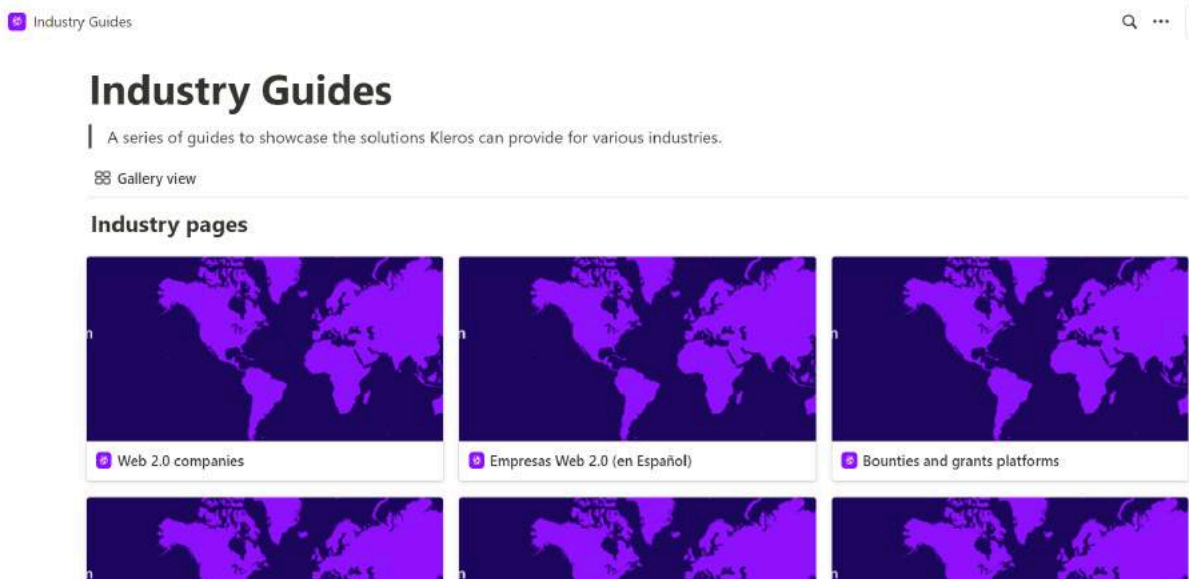 Industry Guides
Industry Guides
A series of guides to showcase the solutions Kleros can provide for various industries.
Gallery view
Industry pages
n
n
n
Web 2.0 companies
Empresas Web 2.0 (en Español)
Bounties and grants platforms
n
n
n